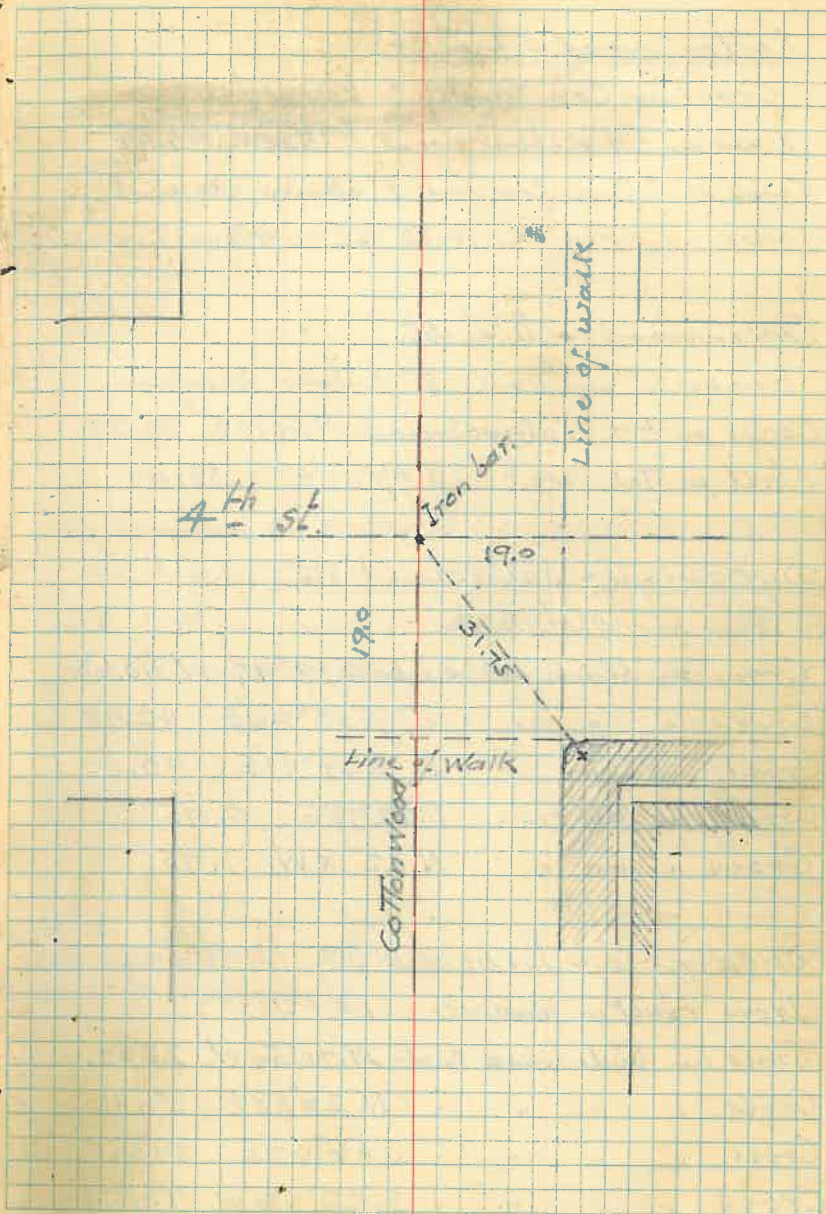 Line of walk
4th st.
Iron bar.
19.0
19.0
31.75
Line of Walk
Cottonwood
x